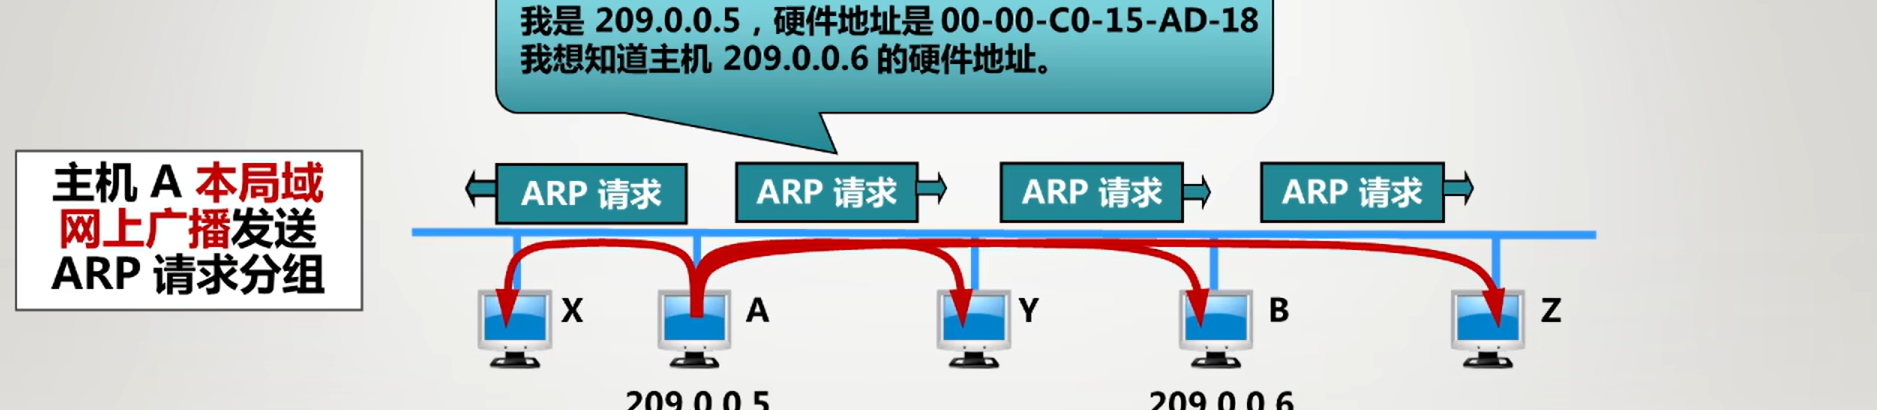 我是 209.0.0.5，硬件地址是 00-00-C0-15-AD-18
我想知道主机 209.0.0.6 的硬件地址。
主机 A 本局域
网上广播发送
ARP 请求分组
ARP 请求
ARP 请求
ARP 请求
ARP 请求
X
A
Y
B
Z
209.0.0.5
209.0.0.6